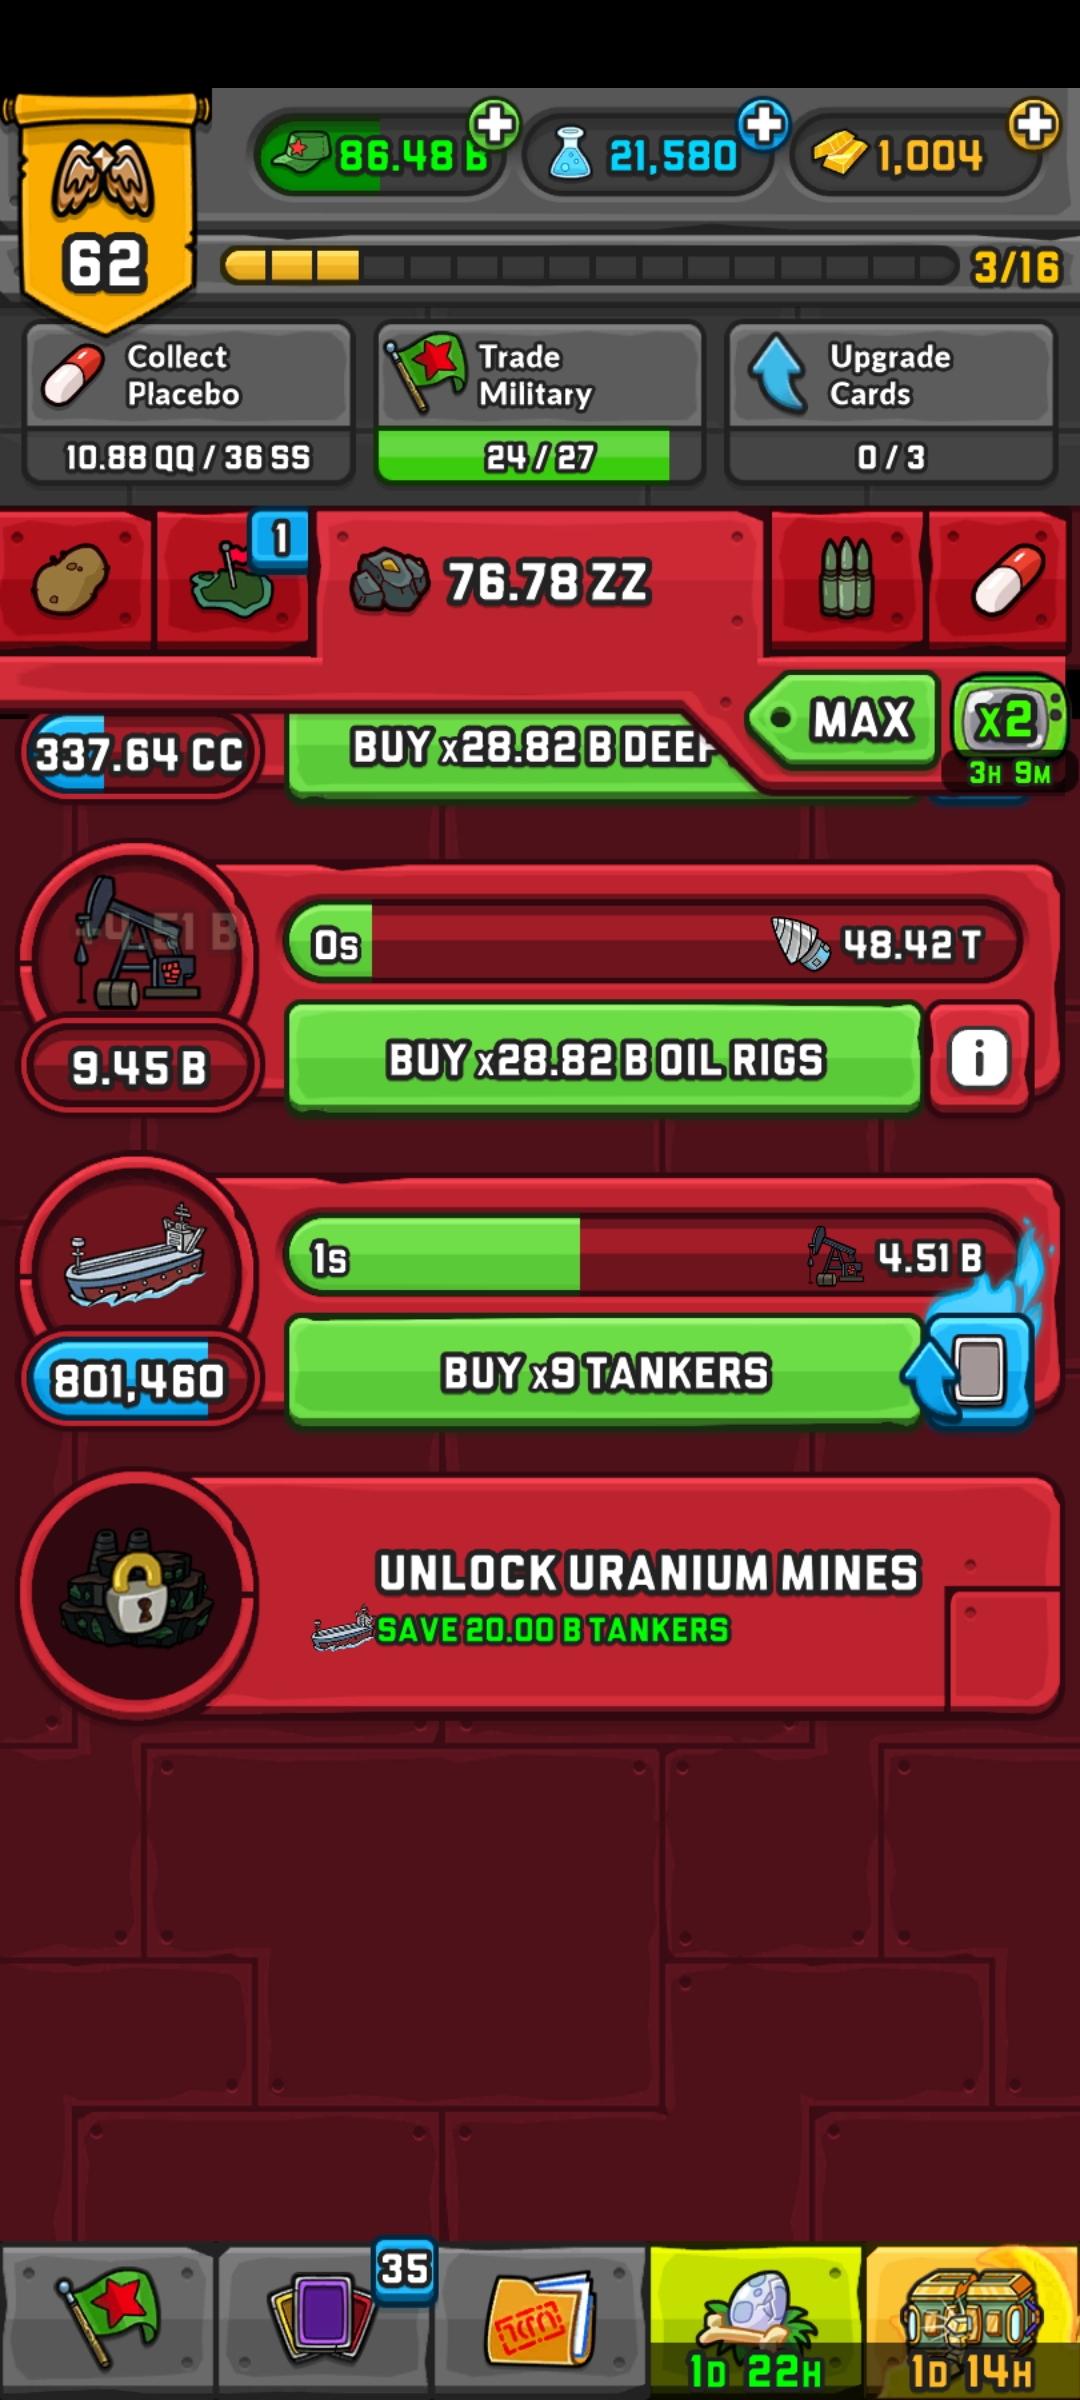 62
86.48 B
21,580
1,004
3/16
Collect
Placebo
10.88 QQ / 36 SS
Trade
Military
24 / 27
Upgrade
Cards
0 / 3
1
76.78 ZZ
MAX
x2
3H 9M
337.64 CC
BUY x28.82 B DEEP
+4.51 B
0s
48.42 T
9.45 B
BUY x28.82 B OIL RIGS
i
1s
4.51 B
801,460
BUY x9 TANKERS
UNLOCK URANIUM MINES
SAVE 20.00 B TANKERS
35
1D 22H
1D 14H